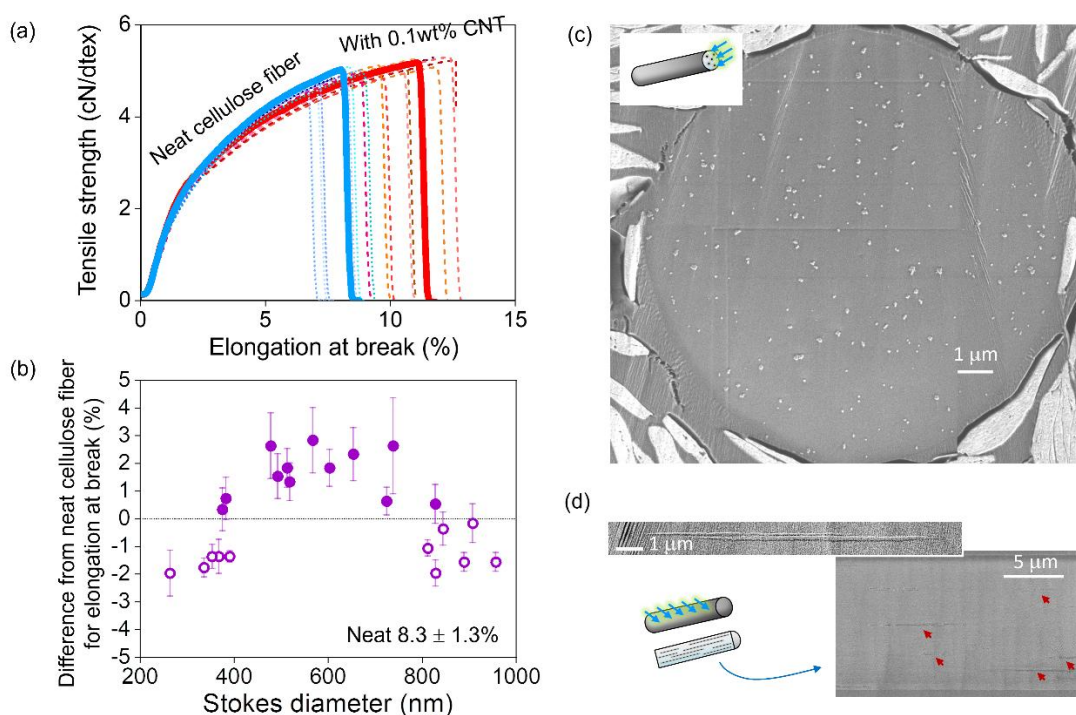 (a)
6
4
2
0
0
5
10
15
Tensile strength (cN/dtex)
Elongation at break (%)
Neat cellulose fiber
With 0.1wt% CNT
(b)
5
4
3
2
1
0
-1
-2
-3
-4
-5
200
400
600
800
1000
Difference from neat cellulose fiber
for elongation at break (%)
Stokes diameter (nm)
Neat 8.3 ± 1.3%
(c)
1 μm
(d)
1 μm
5 μm